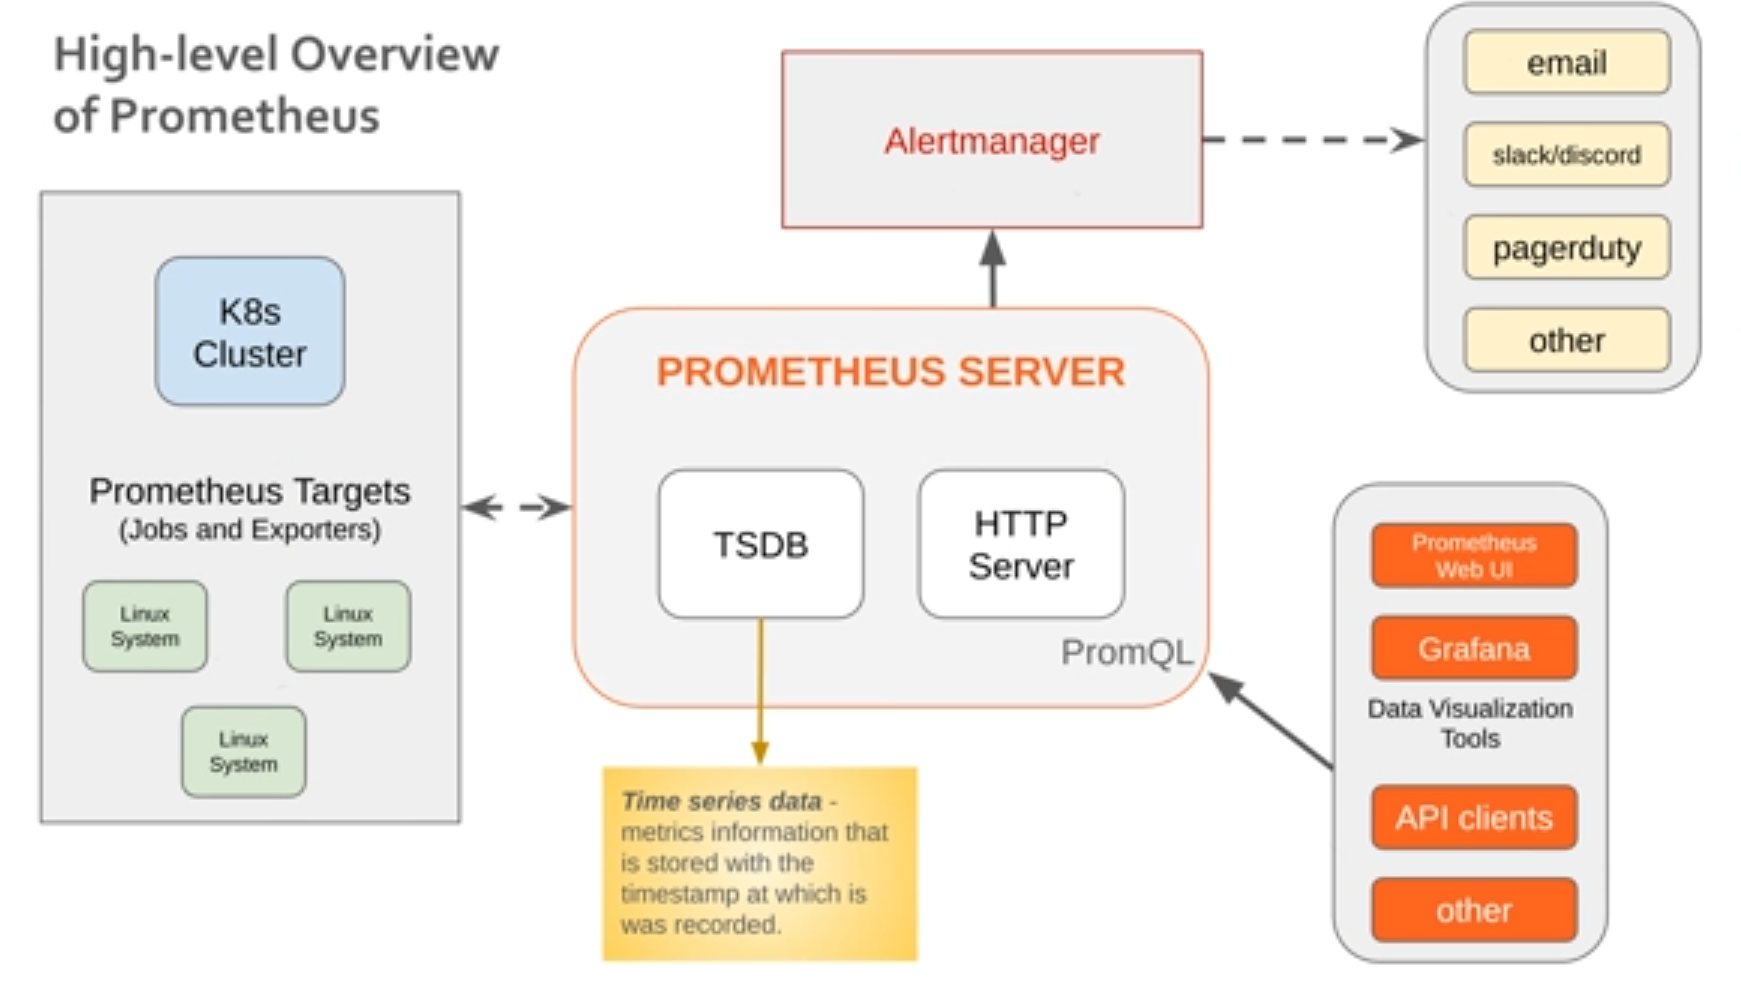 High-level Overview
of Prometheus
K8s
Cluster
Prometheus Targets
(Jobs and Exporters)
Linux
System
Linux
System
Linux
System
Alertmanager
PROMETHEUS SERVER
TSDB
HTTP
Server
PromQL
Time series data -
metrics information that
is stored with the
timestamp at which is
was recorded.
email
slack/discord
pagerduty
other
Prometheus
Web UI
Grafana
Data Visualization
Tools
API clients
other